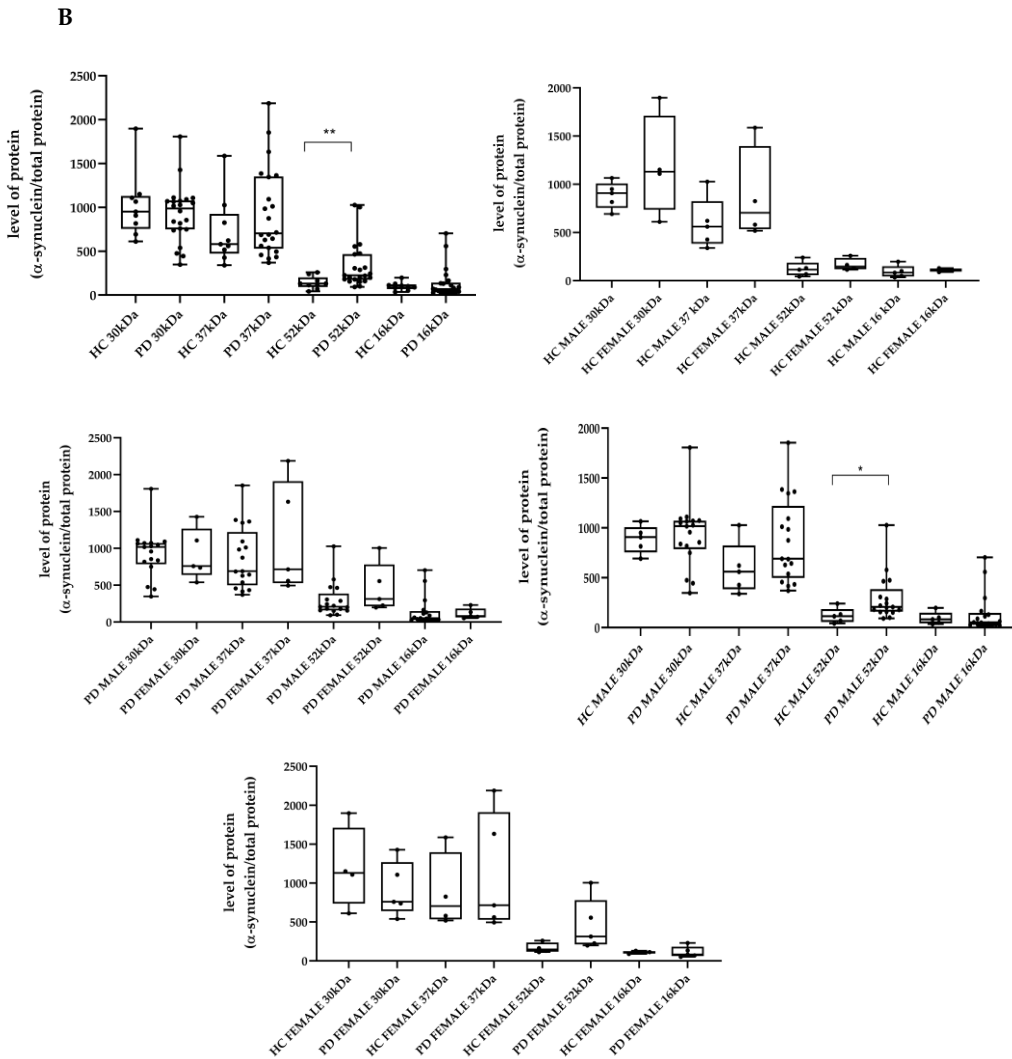 B
level of protein
(α-synuclein/total protein)
2500
2000
1500
1000
500
0
**
HC 30kDa
PD 30kDa
HC 37kDa
PD 37kDa
HC 52kDa
PD 52kDa
HC 16kDa
PD 16kDa
level of protein
(α-synuclein/total protein)
2000
1500
1000
500
0
HC MALE 30kDa
HC FEMALE 30kDa
HC MALE 37 kDa
HC FEMALE 37kDa
HC MALE 52kDa
HC FEMALE 52 kDa
HC MALE 16 kDa
HC FEMALE 16kDa
level of protein
(α-synuclein/total protein)
2500
2000
1500
1000
500
0
PD MALE 30kDa
PD FEMALE 30kDa
PD MALE 37kDa
PD FEMALE 37kDa
PD MALE 52kDa
PD FEMALE 52kDa
PD MALE 16kDa
PD FEMALE 16kDa
level of protein
(α-synuclein/total protein)
2000
1500
1000
500
0
*
HC MALE 30kDa
PD MALE 30kDa
HC MALE 37kDa
PD MALE 37kDa
HC MALE 52kDa
PD MALE 52kDa
HC MALE 16kDa
PD MALE 16kDa
level of protein
(α-synuclein/total protein)
2500
2000
1500
1000
500
0
HC FEMALE 30kDa
PD FEMALE 30kDa
HC FEMALE 37kDa
PD FEMALE 37kDa
HC FEMALE 52kDa
PD FEMALE 52kDa
HC FEMALE 16kDa
PD FEMALE 16kDa